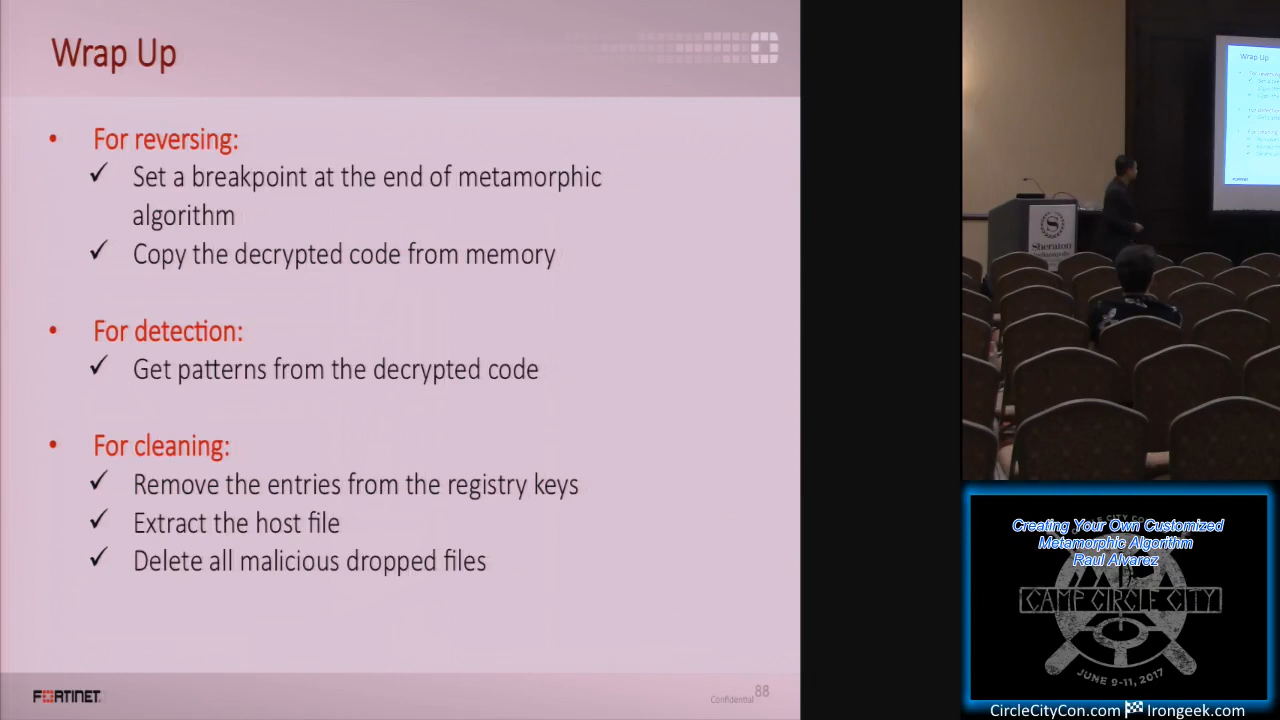 Wrap Up
• For reversing:
✓ Set a breakpoint at the end of metamorphic
algorithm
✓ Copy the decrypted code from memory
• For detection:
✓ Get patterns from the decrypted code
• For cleaning:
✓ Remove the entries from the registry keys
✓ Extract the host file
✓ Delete all malicious dropped files
FORTINET
Confidential 88
Wrap Up
Sheraton
Creating Your Own Customized
Metamorphic Algorithm
Raul Alvarez
CAMP CIRCLE CITY
JUNE 9-11, 2017
CircleCityCon.com Irongeek.com